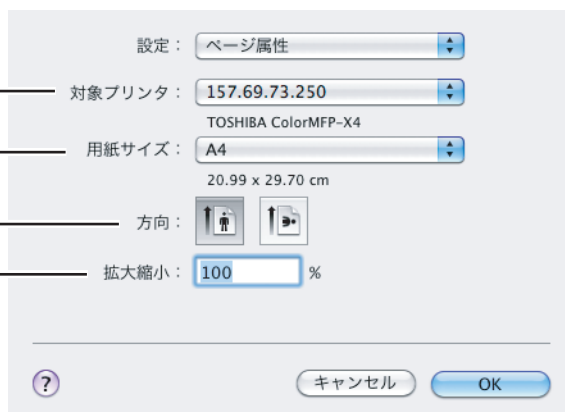 設定： ページ属性
対象プリンタ： 157.69.73.250
TOSHIBA ColorMFP-X4
用紙サイズ： A4
20.99 x 29.70 cm
方向：
拡大縮小： 100 %
? キャンセル OK